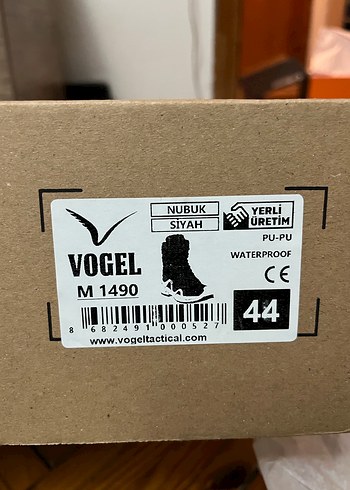 NUBUK
SİYAH
YERLİ
ÜRETİM
PU-PU
WATERPROOF
VOGEL
M 1490
CE
44
8 682491 000527
www.vogeltactical.com